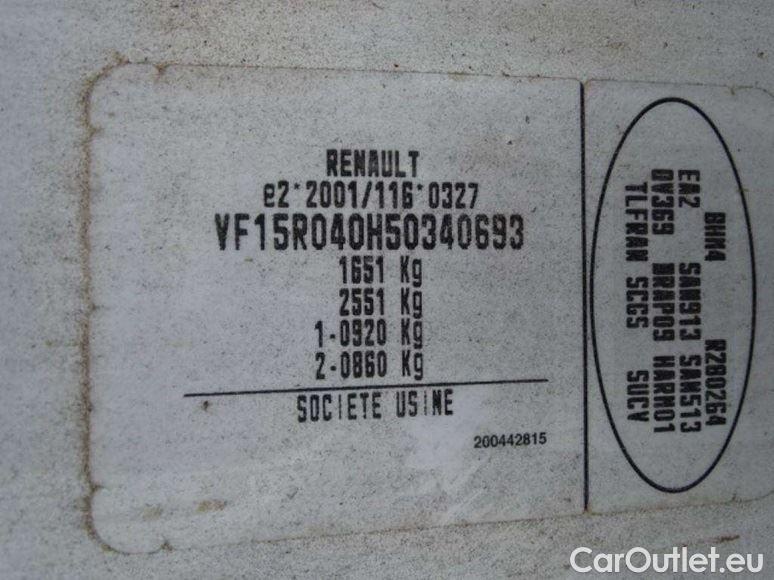 RENAULT
e2*2001/116*0327
VF15R040H50340693
1651 Kg
2551 Kg
1-0920 Kg
2-0860 Kg
SOCIETE USINE
200442815
BHM4 R280264
EA2 SAN913 SAN513
DV369 DRAP09 HARM01
TLFRAN SCGS SUCV
CarOutlet.eu